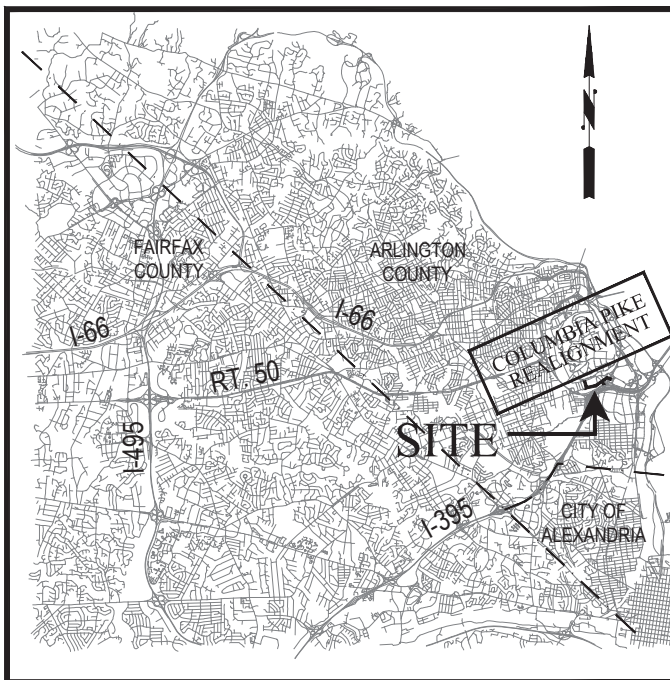 N
FAIRFAX
COUNTY
ARLINGTON
COUNTY
I-66
I-66
COLUMBIA PIKE
REALIGNMENT
RT. 50
SITE
I-495
I-395
CITY OF
ALEXANDRIA